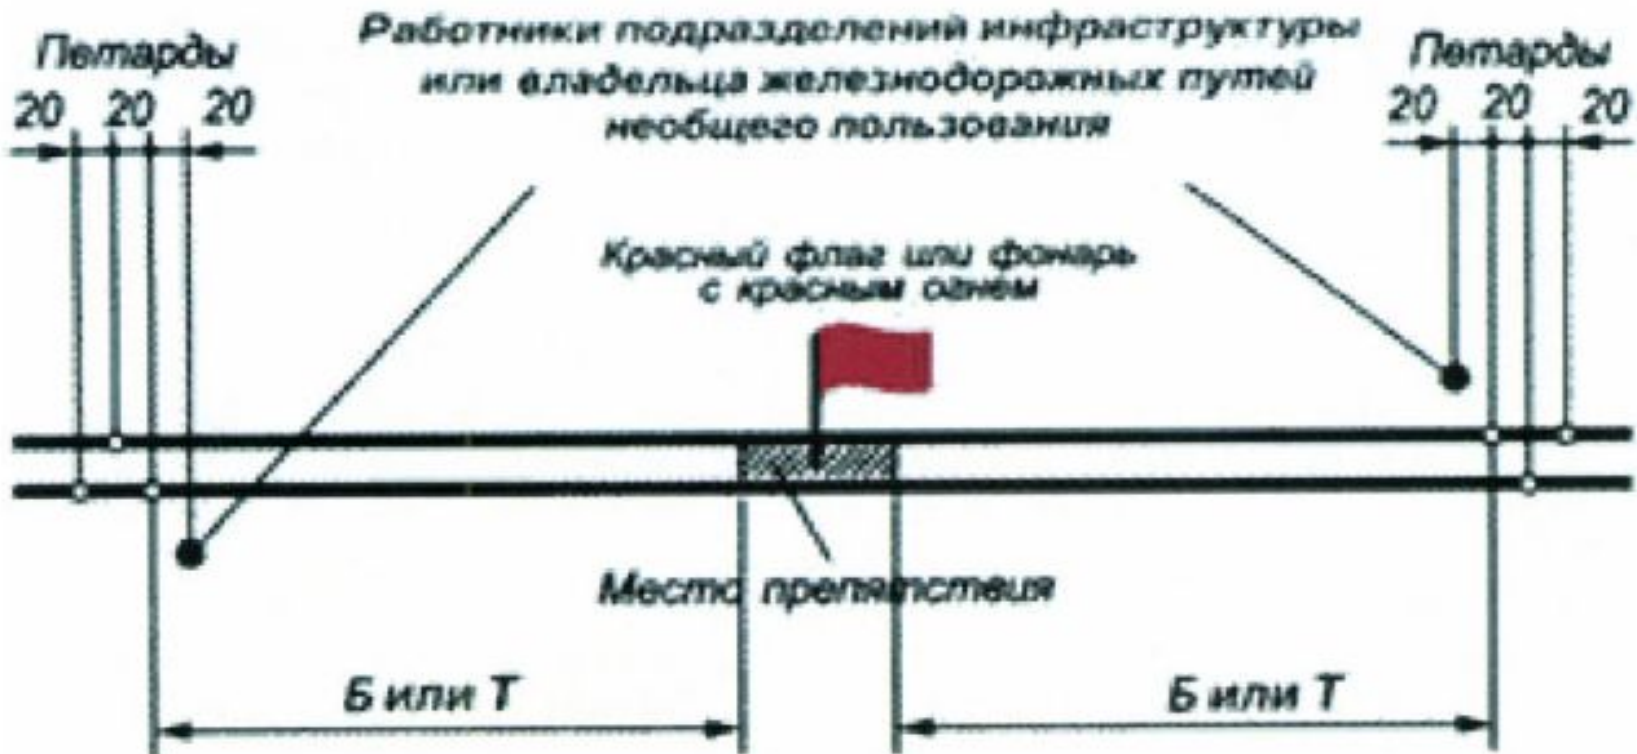 Петарды
20 20 20
Работники подразделений инфраструктуры
или владельца железнодорожных путей
необщего пользования
Петарды
20 20 20
Красный флаг или фонарь
с красным огнем
Место препятствия
Б или Т
Б или Т